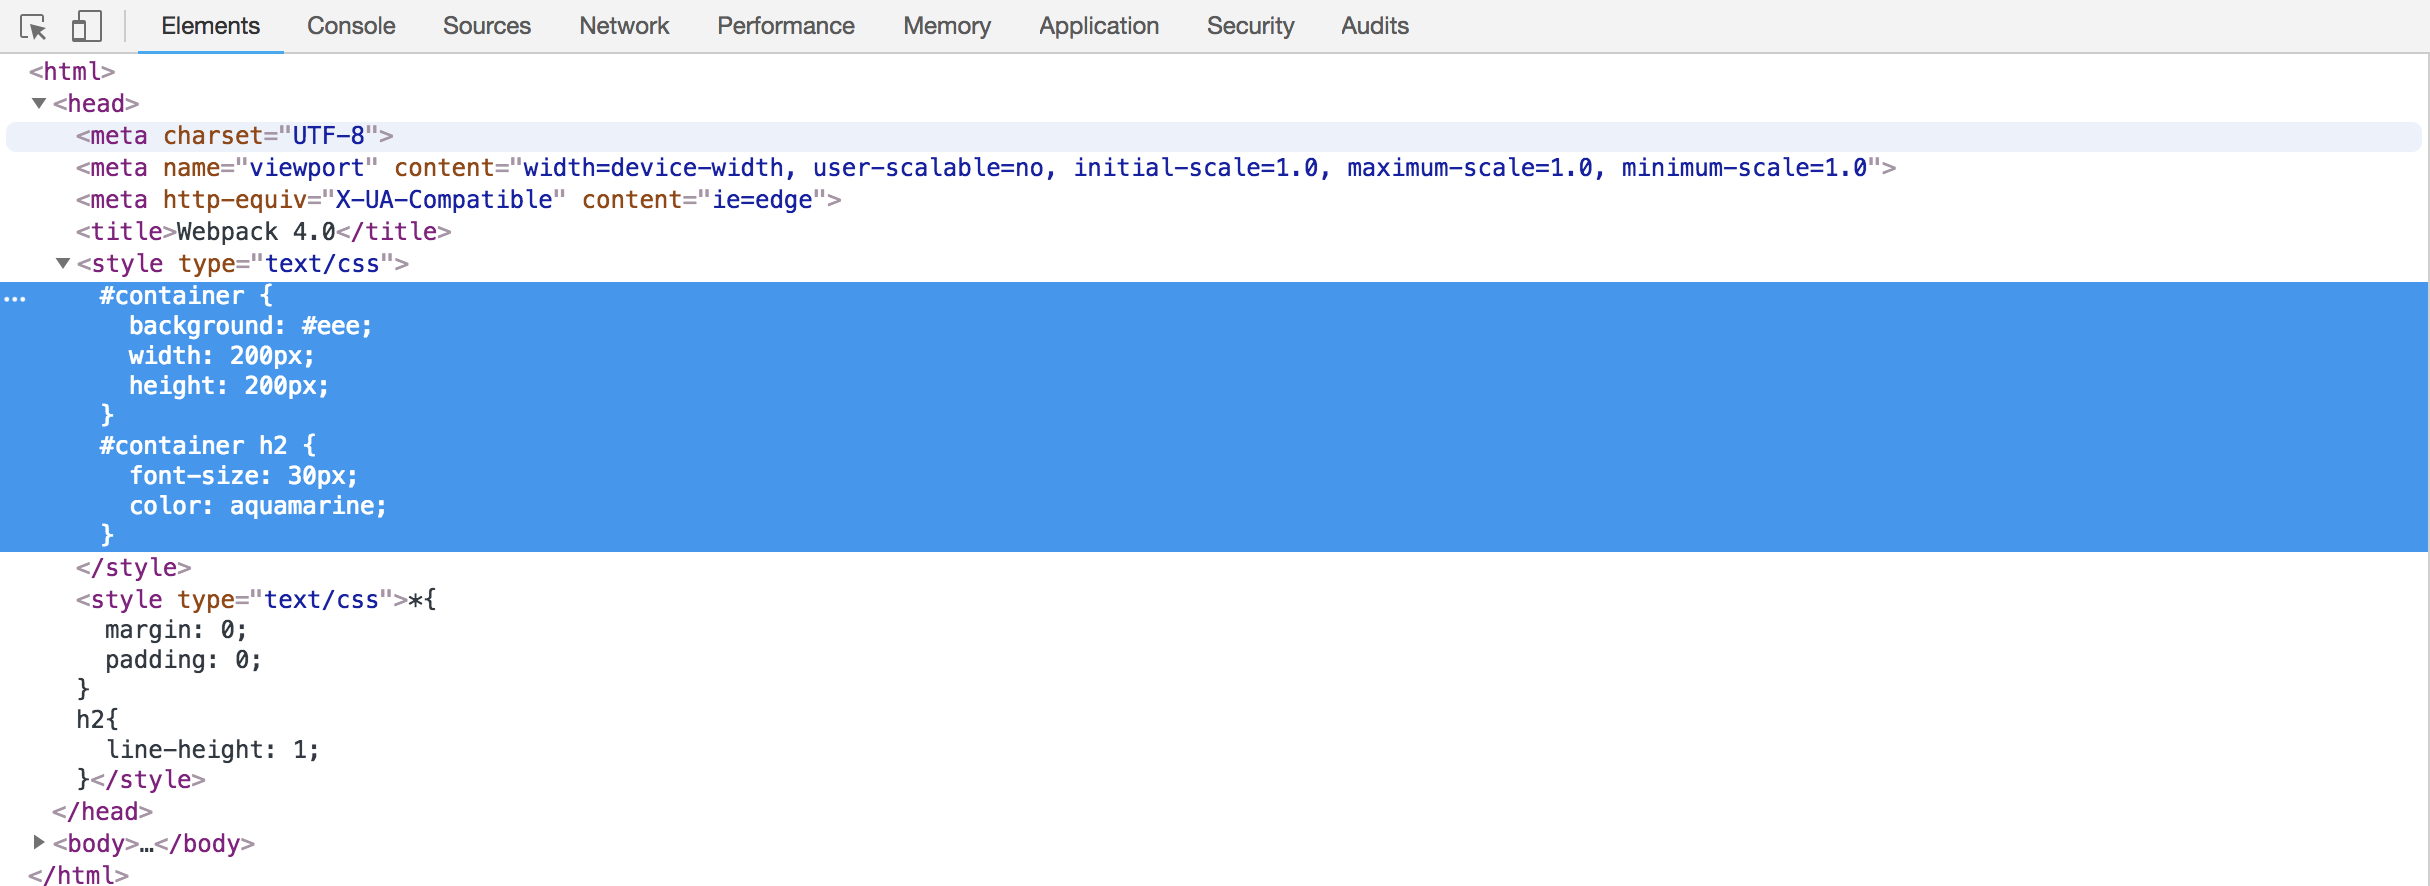 Elements Console Sources Network Performance Memory Application Security Audits
<html>
<head>
<meta charset="UTF-8">
<meta name="viewport" content="width=device-width, user-scalable=no, initial-scale=1.0, maximum-scale=1.0, minimum-scale=1.0">
<meta http-equiv="X-UA-Compatible" content="ie=edge">
<title>Webpack 4.0</title>
<style type="text/css">
… #container {
background: #eee;
width: 200px;
height: 200px;
}
#container h2 {
font-size: 30px;
color: aquamarine;
}
</style>
<style type="text/css">*{
margin: 0;
padding: 0;
}
h2{
line-height: 1;
}</style>
</head>
<body>…</body>
</html>